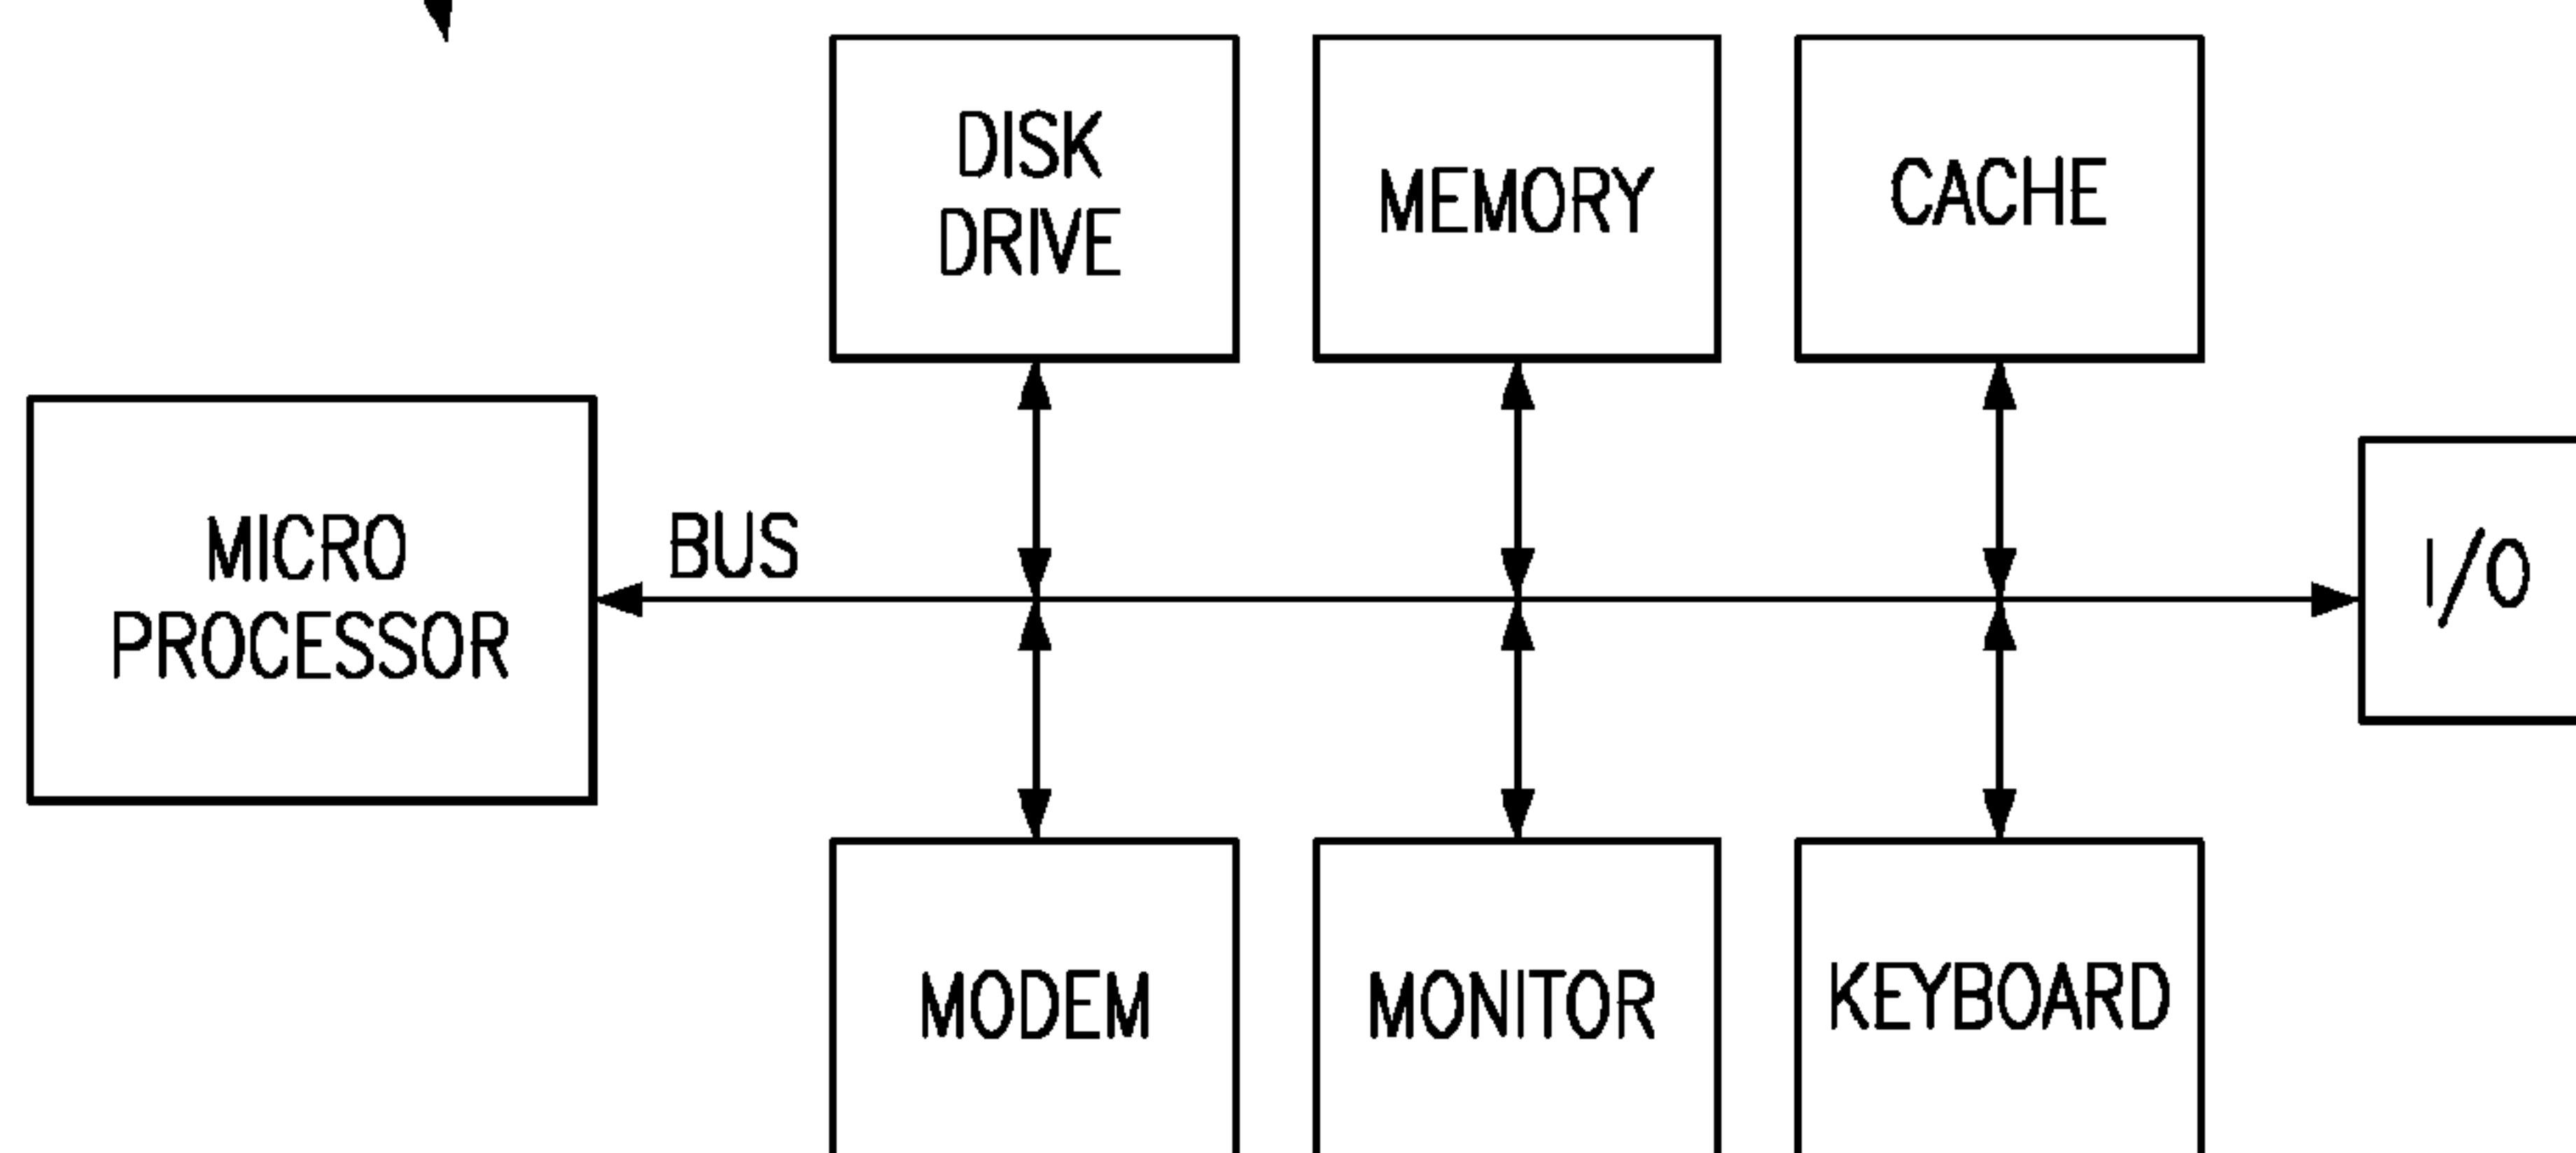 DISK
DRIVE
MEMORY
CACHE
MICRO
PROCESSOR
BUS
I/O
MODEM
MONITOR
KEYBOARD